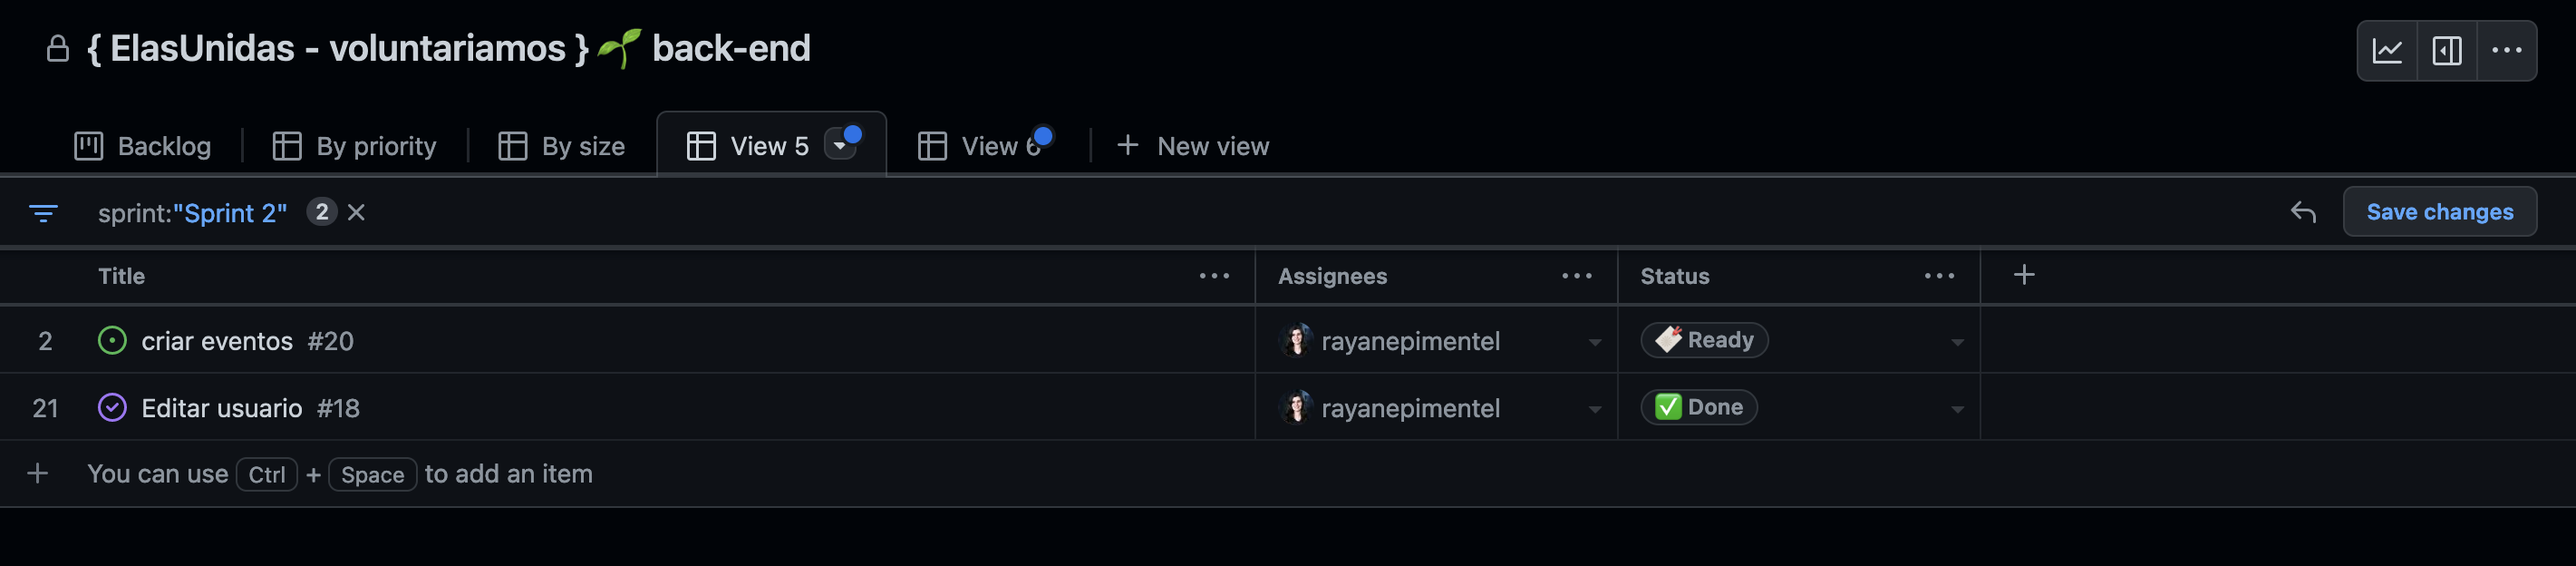 { ElasUnidas - voluntariamos }🌱 back-end
Backlog By priority By size View 5 View 6 + New view
sprint:"Sprint 2" 2 Save changes
Title Assignees Status
2 criar eventos #20 rayanepimentel Ready
21 Editar usuario #18 rayanepimentel Done
You can use Ctrl + Space to add an item